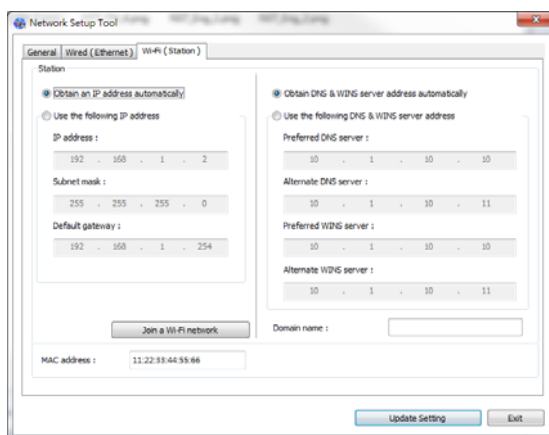 Network Setup Tool
General Wired ( Ethernet ) Wi-Fi ( Station )
Station
Obtain an IP address automatically
Use the following IP address
IP address :
192 . 168 . 1 . 2
Subnet mask :
255 . 255 . 255 . 0
Default gateway :
192 . 168 . 1 . 254
Join a Wi-Fi network
Obtain DNS & WINS server address automatically
Use the following DNS & WINS server address
Preferred DNS server :
10 . 1 . 10 . 10
Alternate DNS server :
10 . 1 . 10 . 11
Preferred WINS server :
10 . 1 . 10 . 10
Alternate WINS server :
10 . 1 . 10 . 11
Domain name :
MAC address : 11:22:33:44:55:66
Update Setting Exit